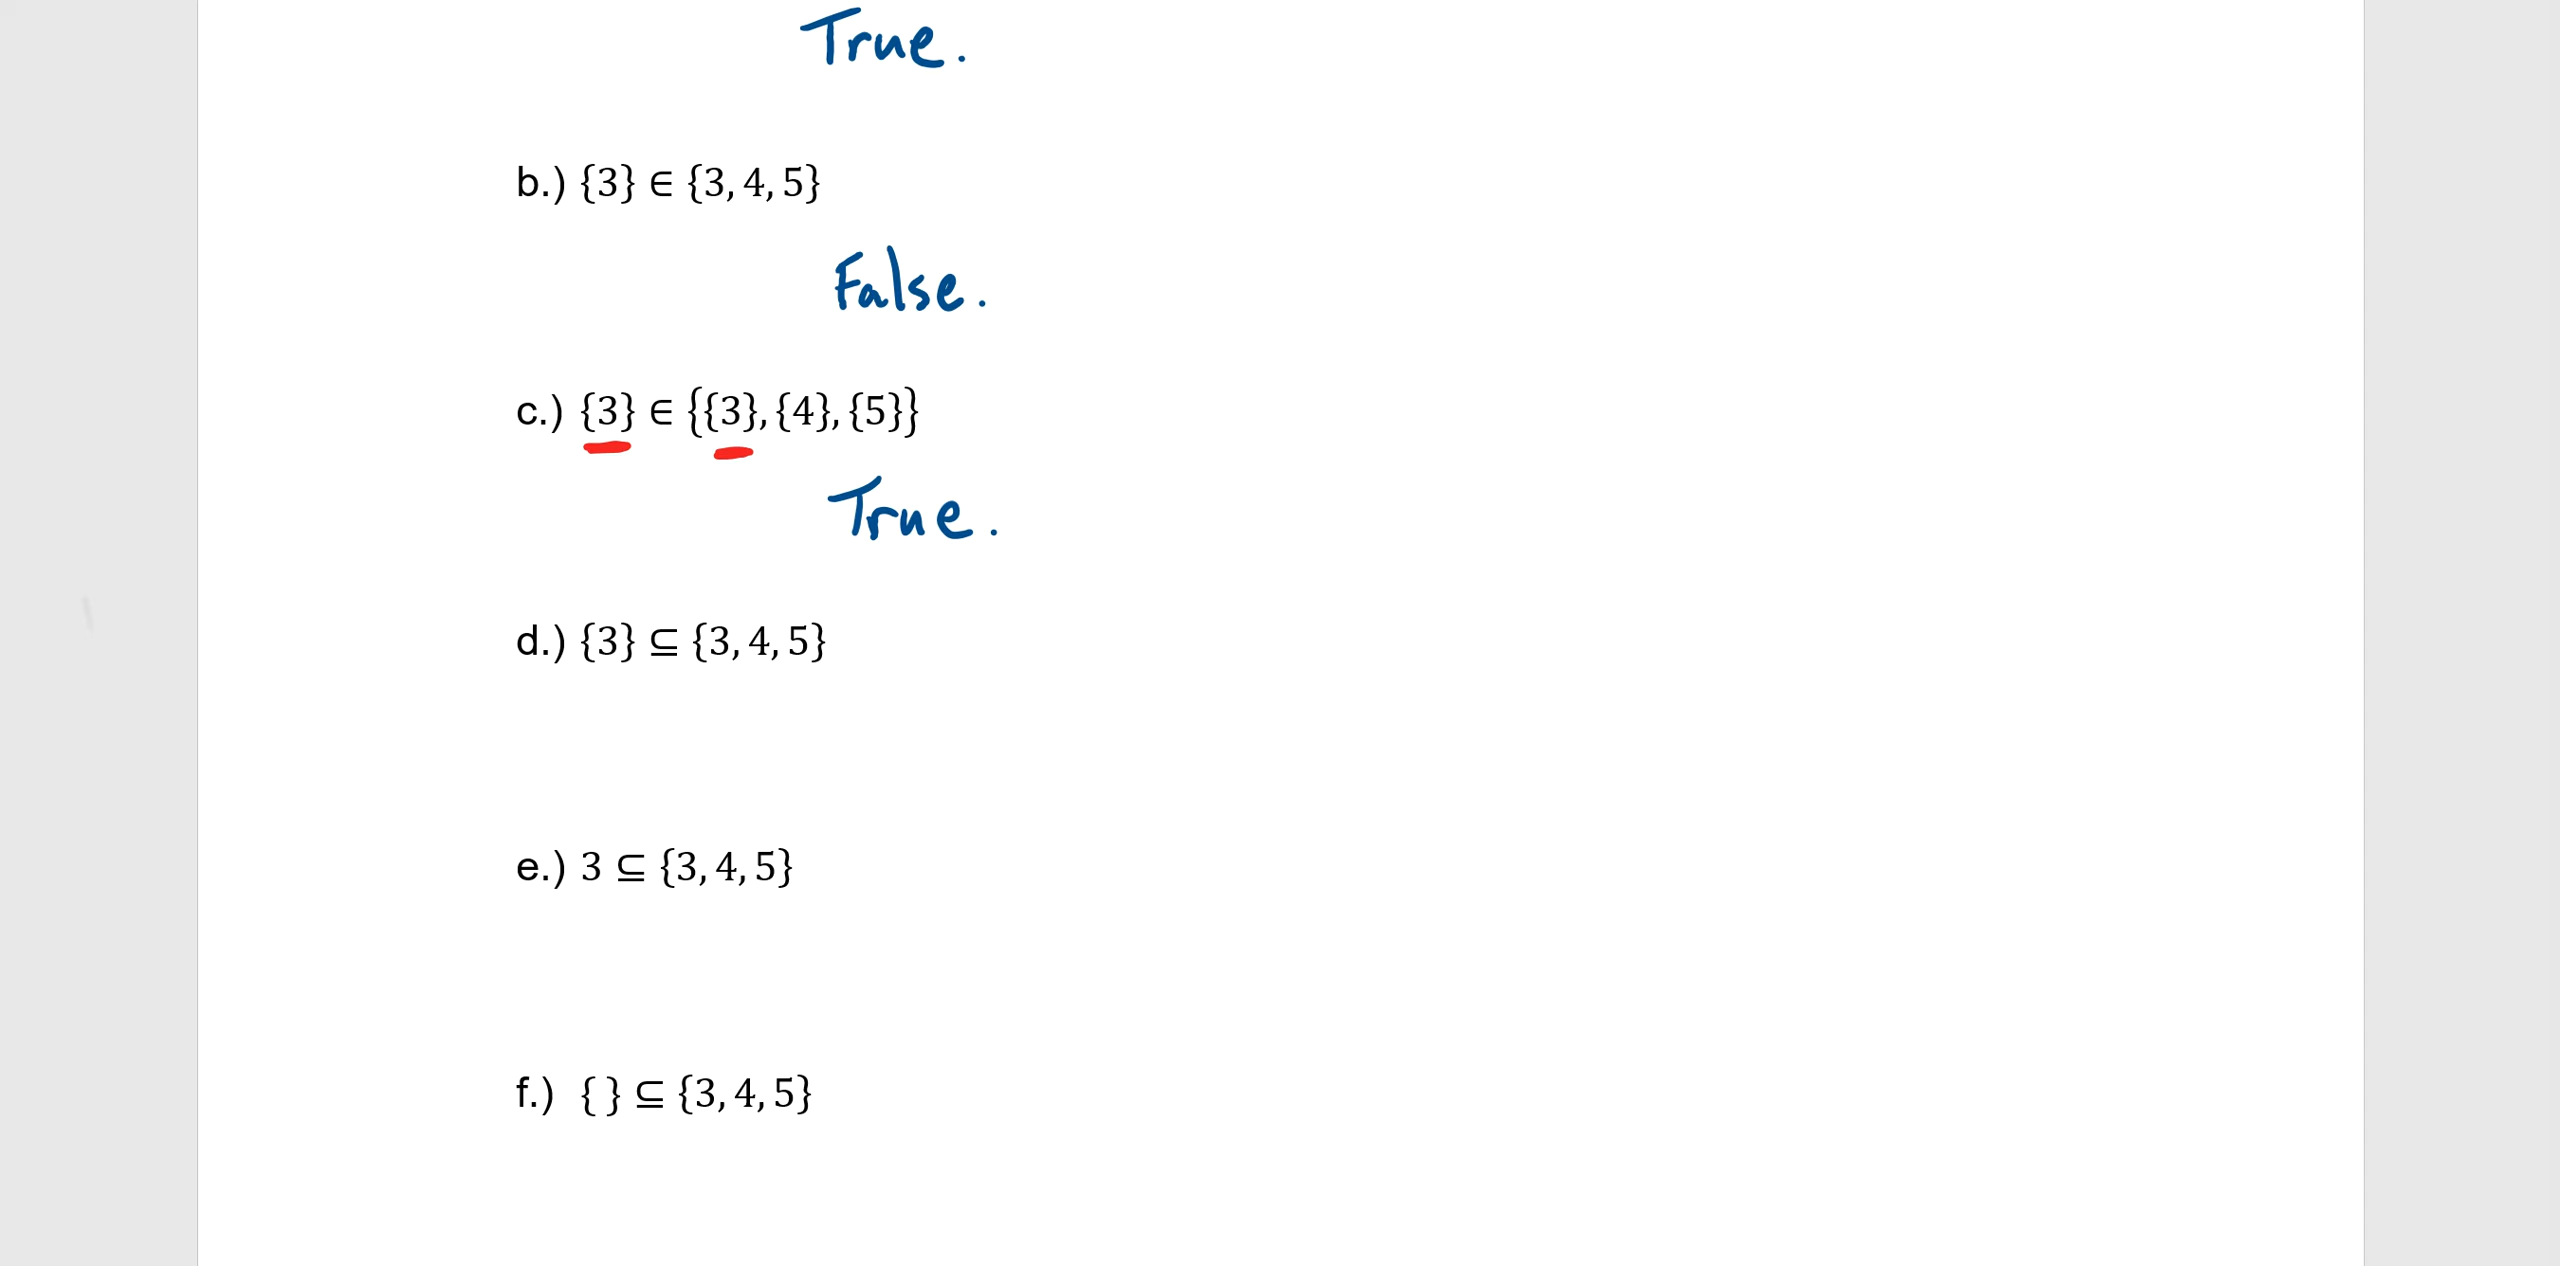 True.
b.) {3} ∈ {3, 4, 5}
False.
c.) {3} ∈ {{3}, {4}, {5}}
True.
d.) {3} ⊆ {3, 4, 5}
e.) 3 ⊆ {3, 4, 5}
f.) { } ⊆ {3, 4, 5}